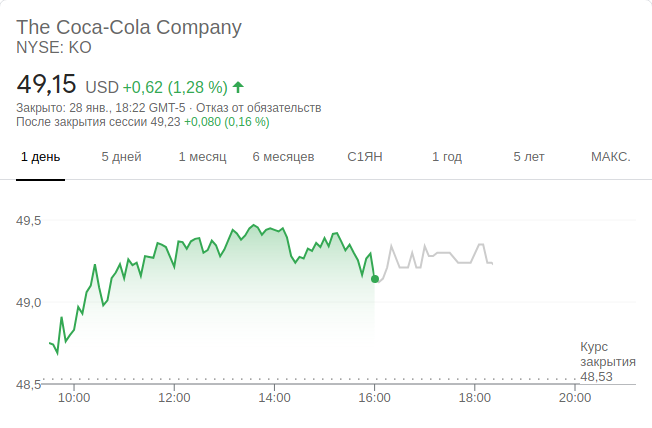 The Coca-Cola Company
NYSE: KO
49,15 USD +0,62 (1,28 %)
Закрыто: 28 янв., 18:22 GMT-5 · Отказ от обязательств
После закрытия сессии 49,23 +0,080 (0,16 %)
1 день 5 дней 1 месяц 6 месяцев С1ЯН 1 год 5 лет МАКС.
49,5
49,0
Курс
закрытия
48,53
48,5
10:00 12:00 14:00 16:00 18:00 20:00